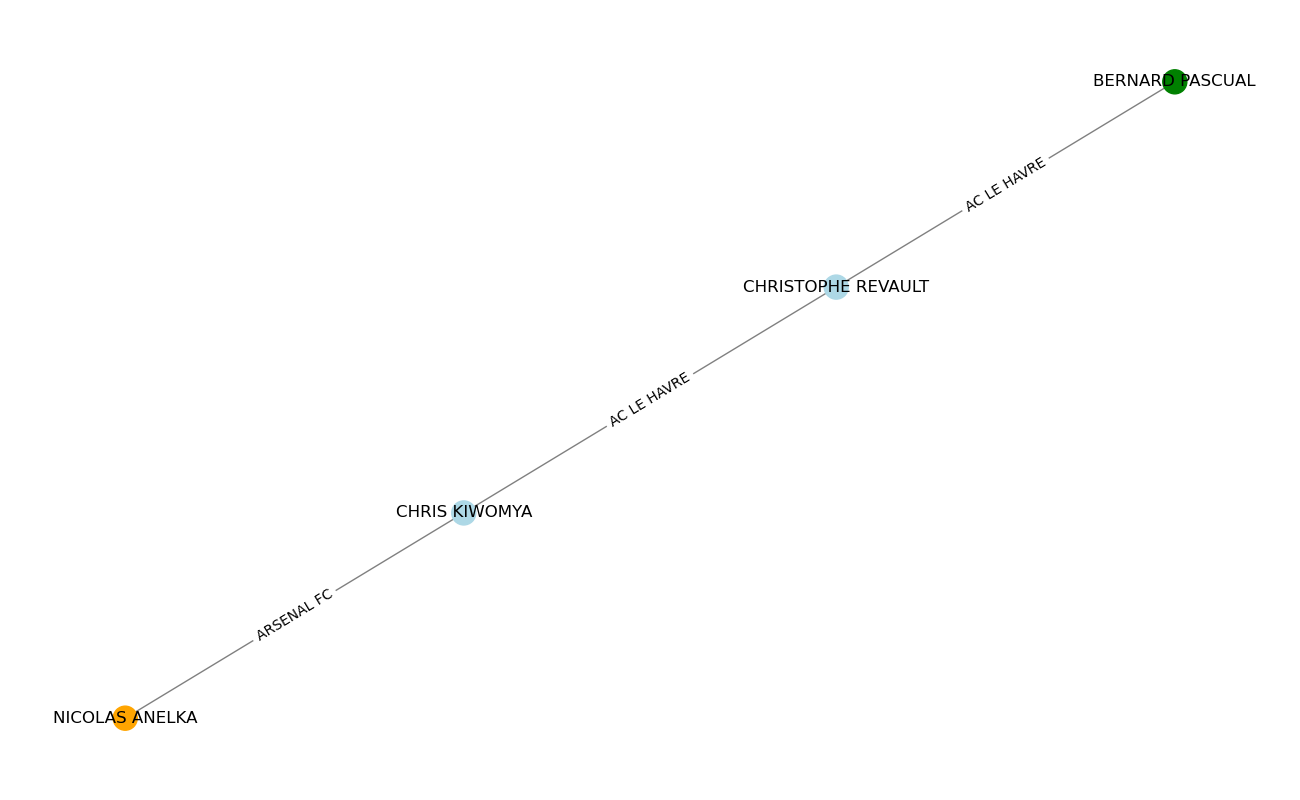 BERNARD PASCUAL
AC LE HAVRE
CHRISTOPHE REVAULT
AC LE HAVRE
CHRIS KIWOMYA
ARSENAL FC
NICOLAS ANELKA